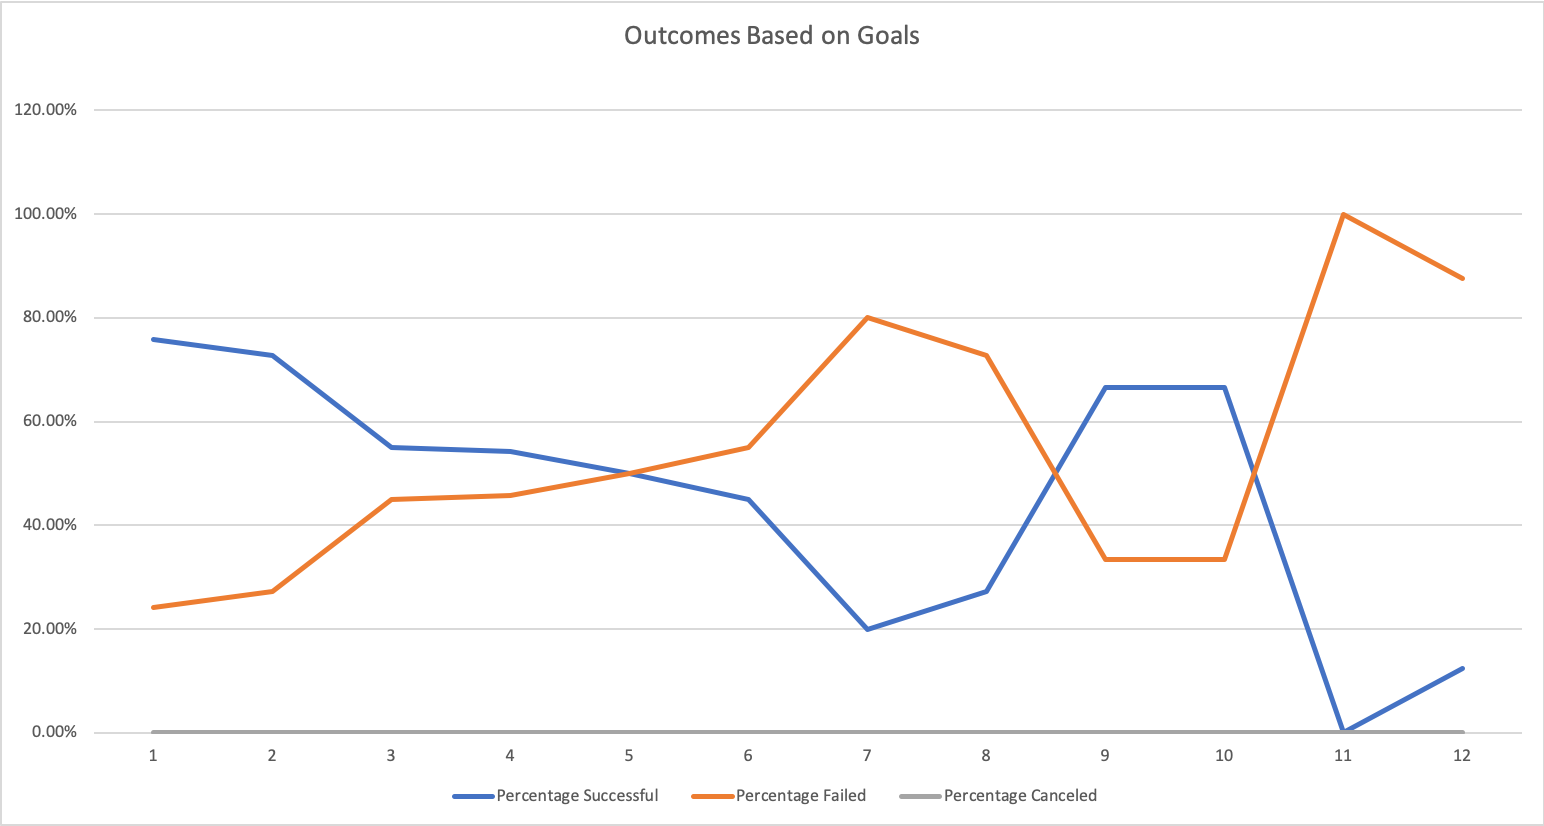 Outcomes Based on Goals
120.00%
100.00%
80.00%
60.00%
40.00%
20.00%
0.00%
1 2 3 4 5 6 7 8 9 10 11 12
Percentage Successful Percentage Failed Percentage Canceled